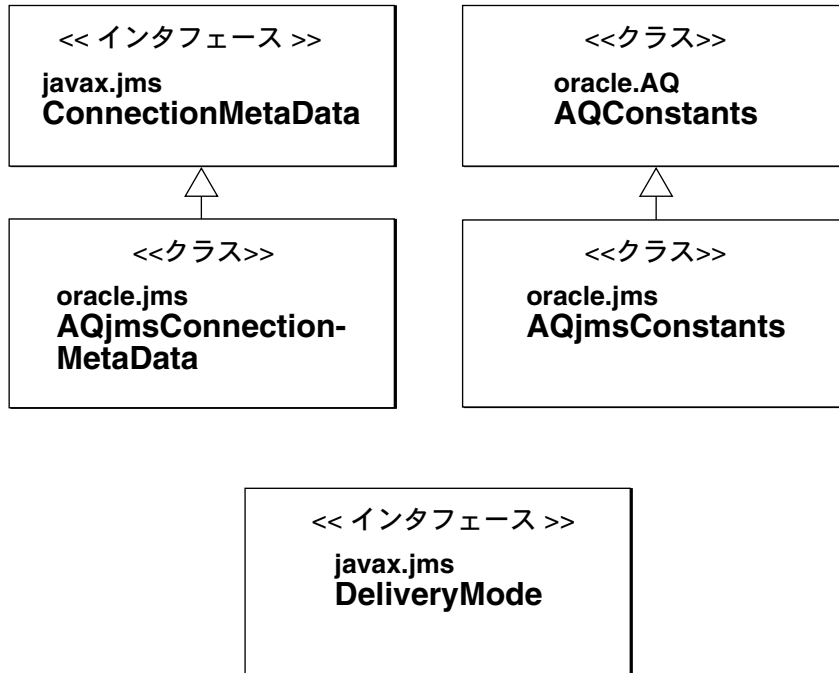 << インタフェース >>
javax.jms
ConnectionMetaData
<<クラス>>
oracle.AQ
AQConstants
<<クラス>>
oracle.jms
AQjmsConnection-
MetaData
<<クラス>>
oracle.jms
AQjmsConstants
<< インタフェース >>
javax.jms
DeliveryMode